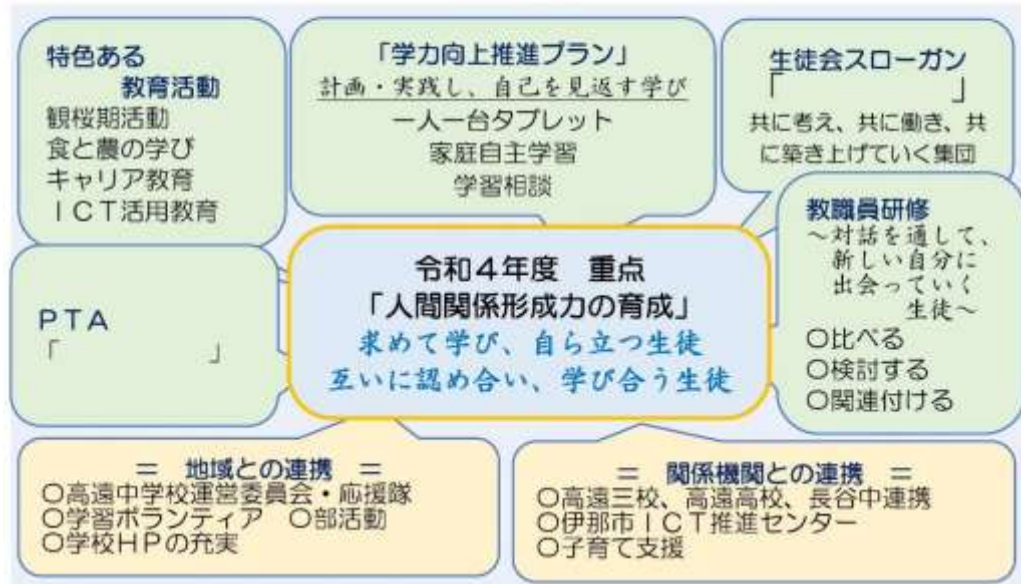 特色ある
教育活動
観桜期活動
食と農の学び
キャリア教育
ICT活用教育
「学力向上推進プラン」
計画・実践し、自己を見返す学び
一人一台タブレット
家庭自主学習
学習相談
生徒会スローガン
「　　　　　　　」
共に考え、共に働き、共
に築き上げていく集団
教職員研修
～対話を通して、
新しい自分に
出会っていく
生徒～
○比べる
○検討する
○関連付ける
PTA
「　　　　　　　」
令和4年度　重点
「人間関係形成力の育成」
求めて学び、自ら立つ生徒
互いに認め合い、学び合う生徒
＝　地域との連携　＝
○高遠中学校運営委員会・応援隊
○学習ボランティア　○部活動
○学校HPの充実
＝　関係機関との連携　＝
○高遠三校、高遠高校、長谷中連携
○伊那市ICT推進センター
○子育て支援